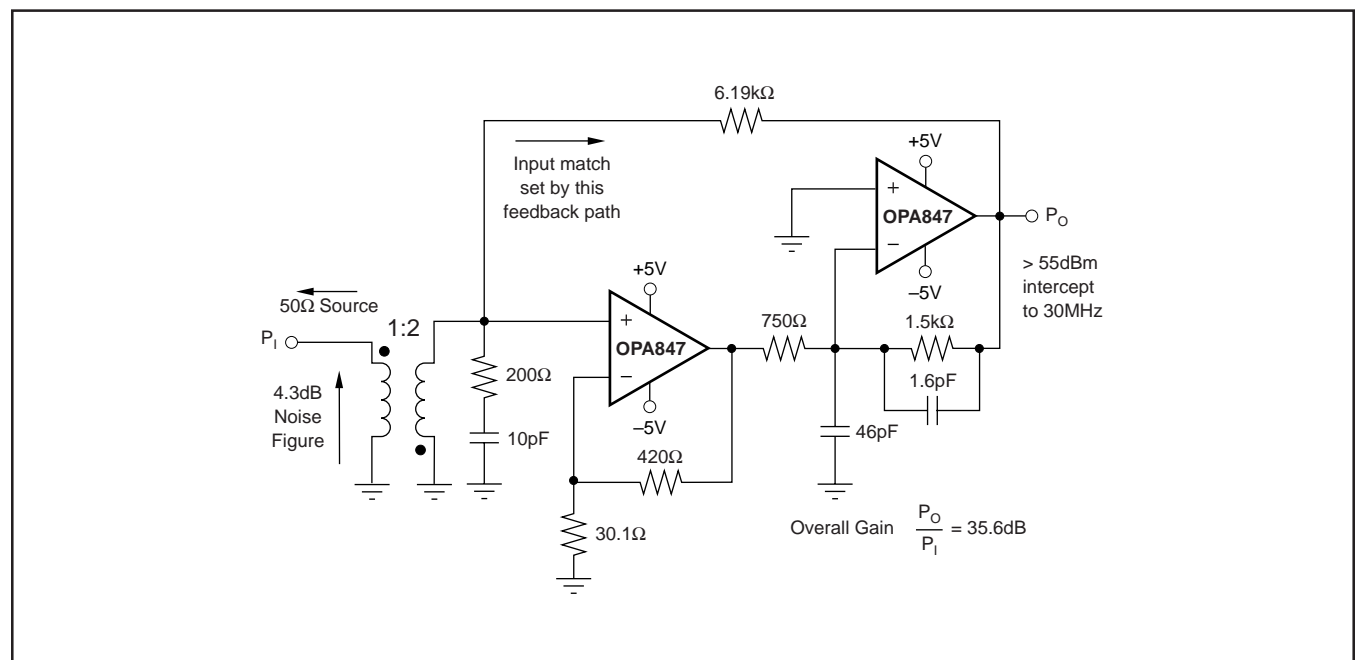 6.19kΩ
+5V
Input match
set by this
feedback path
+
OPA847
−
P_O
−5V
> 55dBm
intercept
to 30MHz
+5V
50Ω Source
1:2
P_I
+
OPA847
−
750Ω
1.5kΩ
1.6pF
200Ω
4.3dB
Noise
Figure
−5V
10pF
46pF
420Ω
30.1Ω
Overall Gain P_O/P_I = 35.6dB